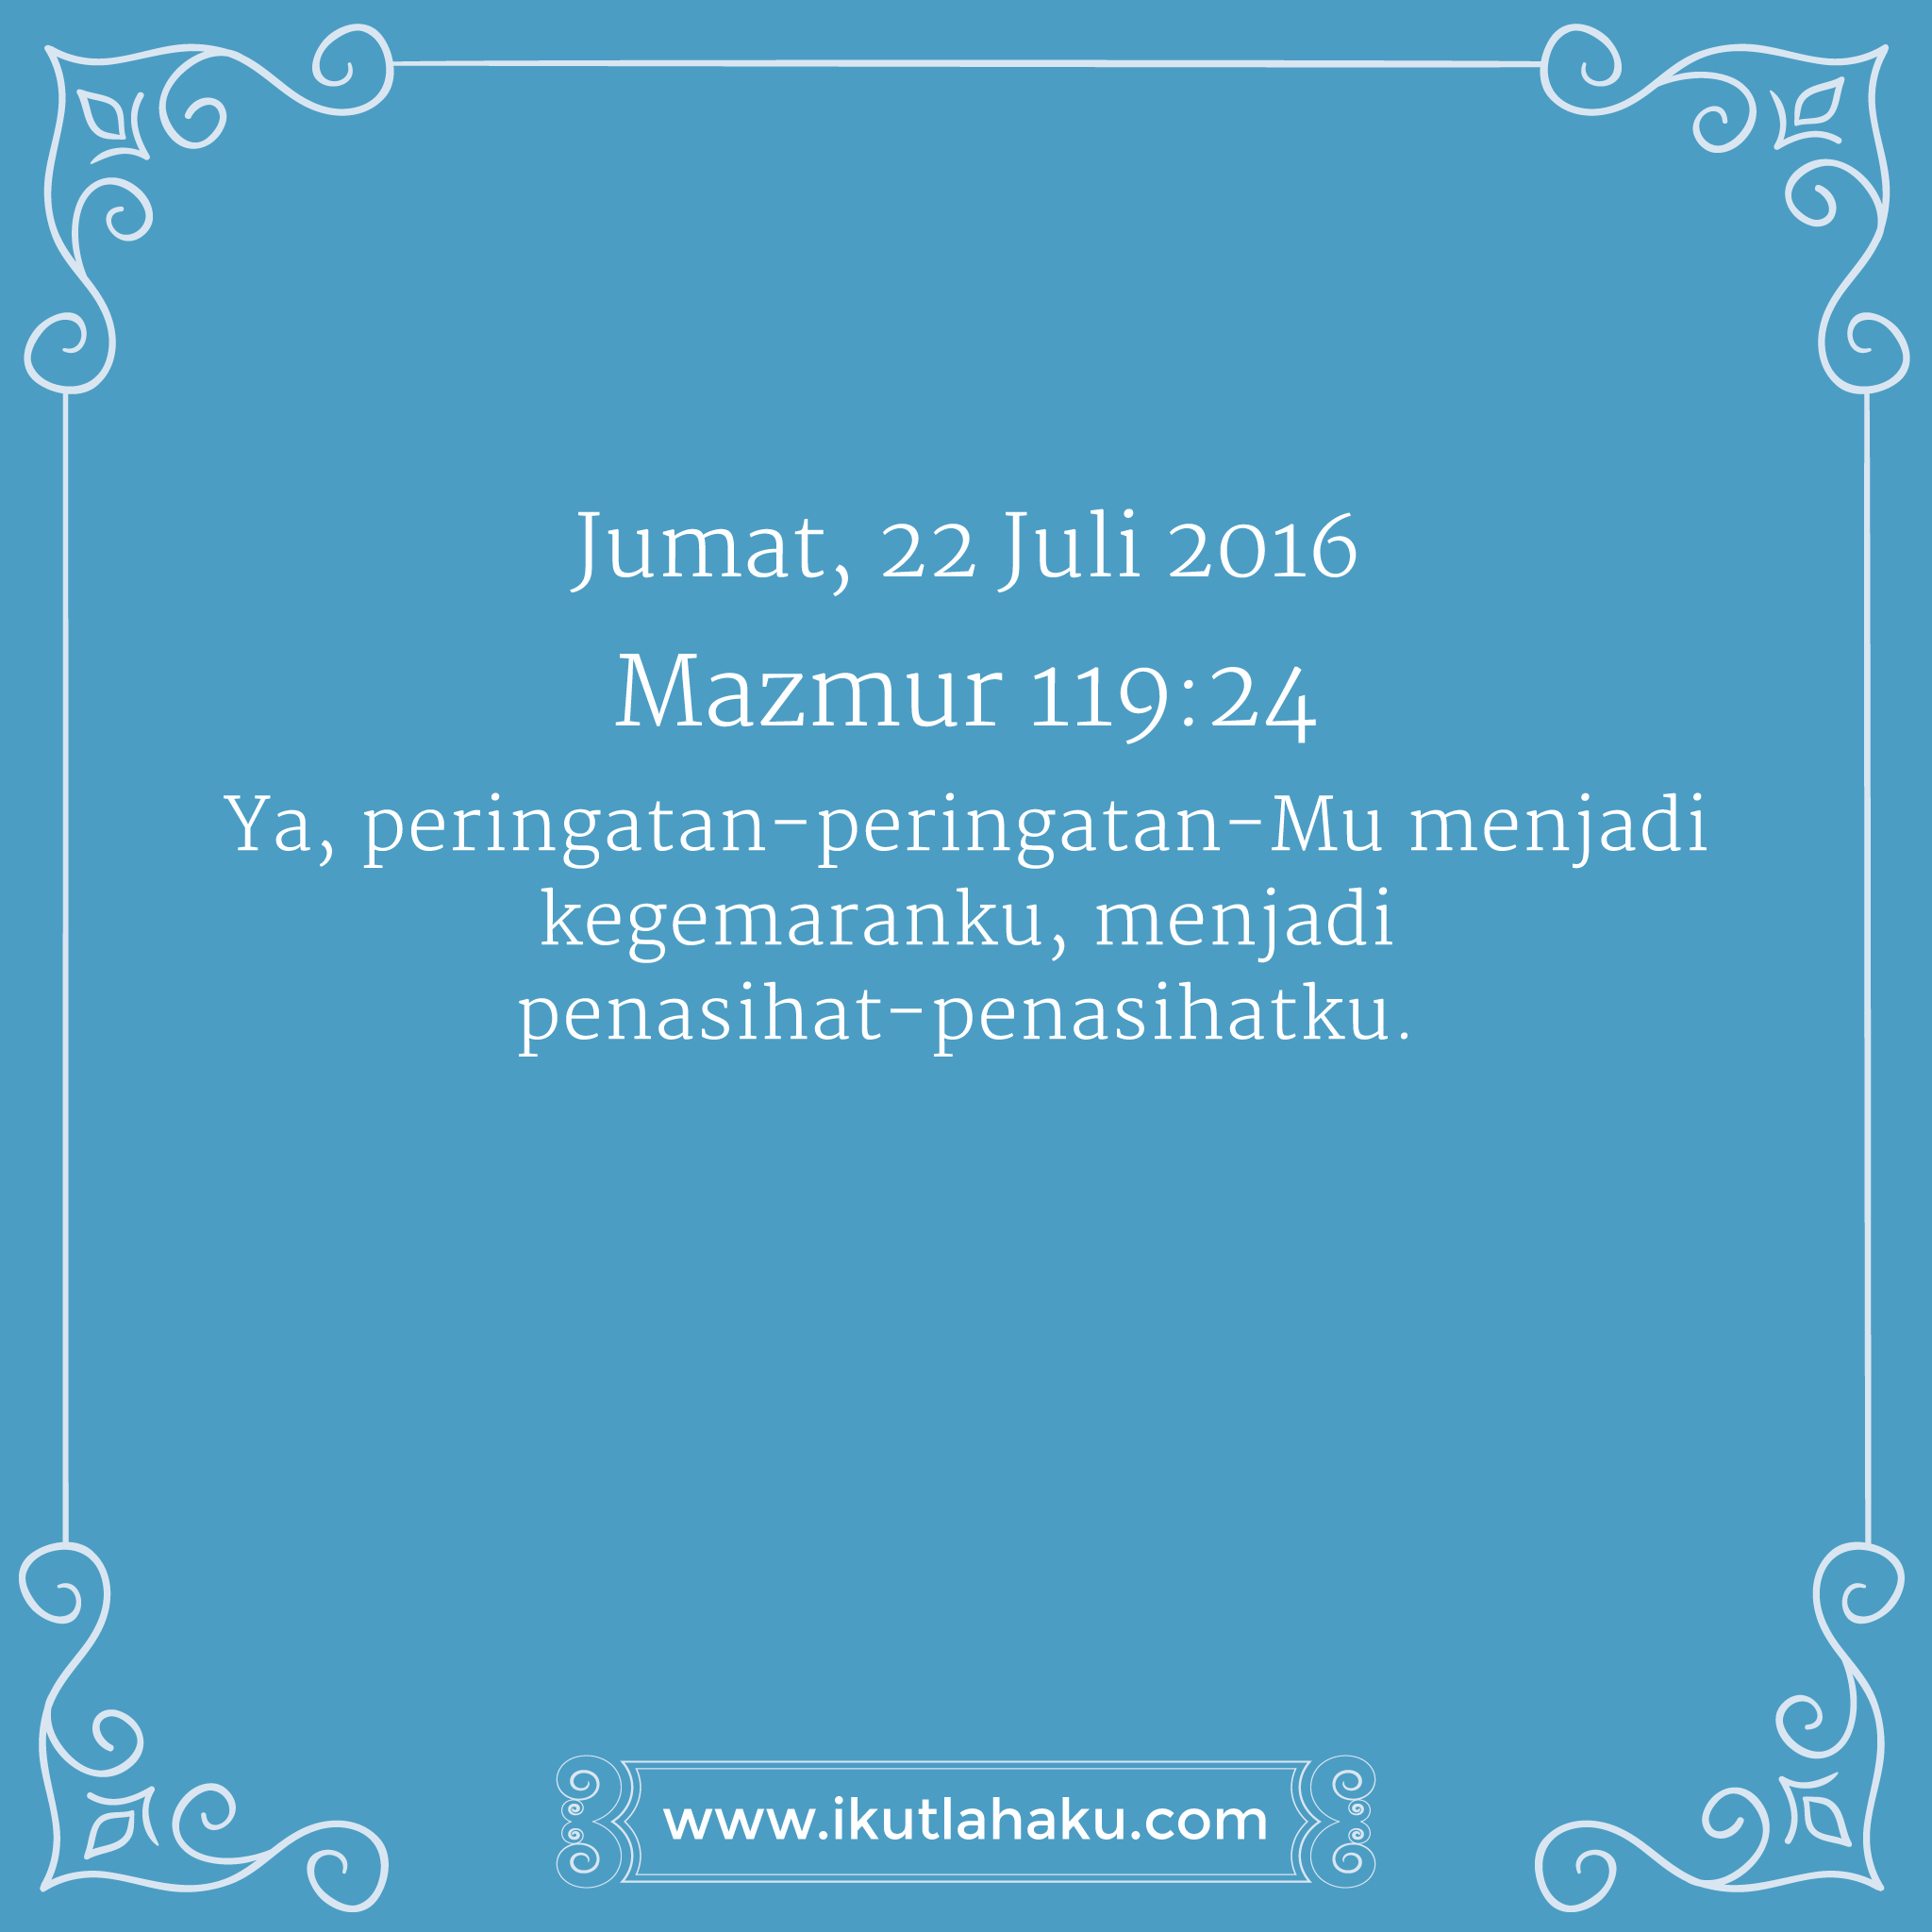 Jumat, 22 Juli 2016
Mazmur 119:24
Ya, peringatan-peringatan-Mu menjadi
kegemaranku, menjadi
penasihat-penasihatku.
www.ikutlahaku.com